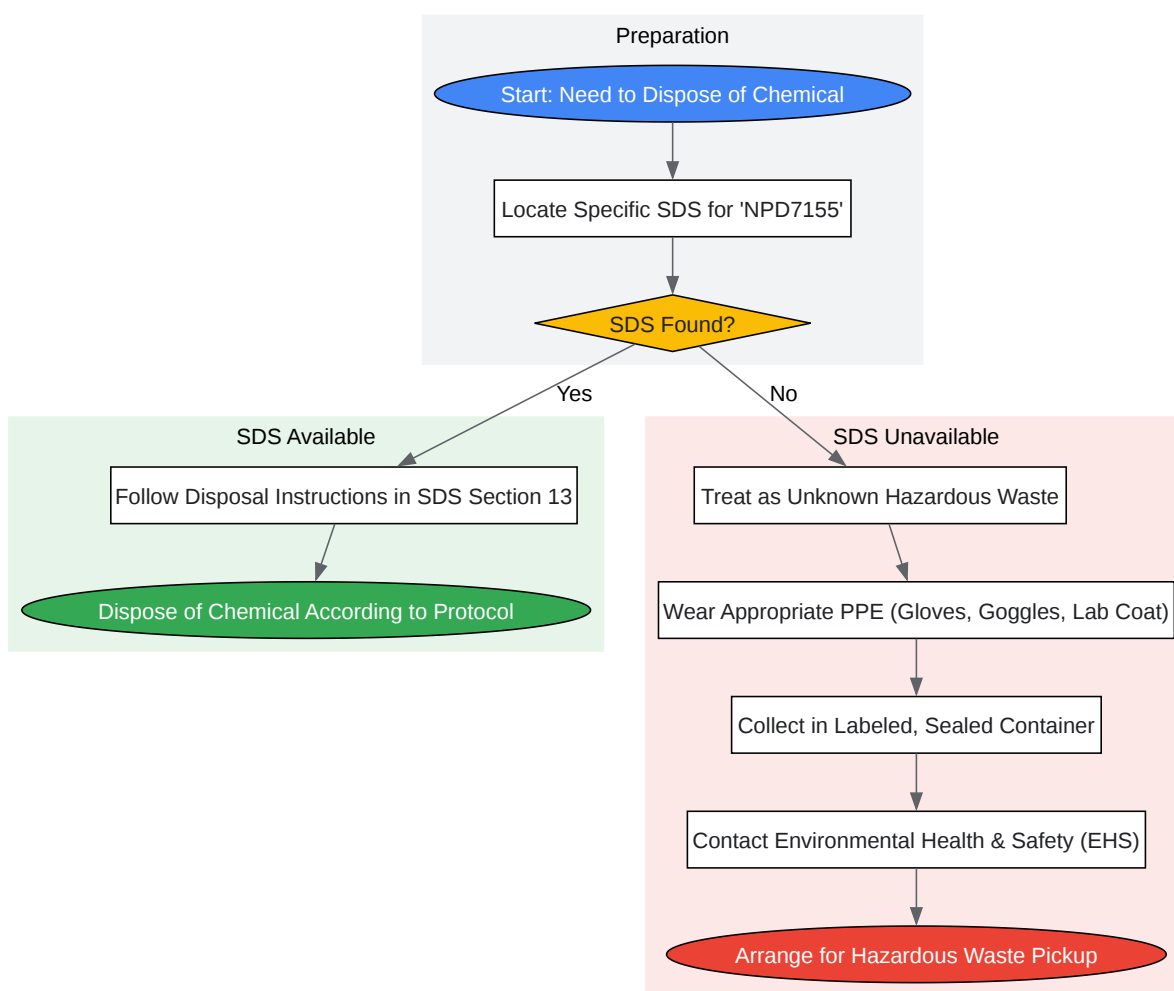 Preparation
Start: Need to Dispose of Chemical
Locate Specific SDS for 'NPD7155'
SDS Found?
Yes
No
SDS Available
Follow Disposal Instructions in SDS Section 13
Dispose of Chemical According to Protocol
SDS Unavailable
Treat as Unknown Hazardous Waste
Wear Appropriate PPE (Gloves, Goggles, Lab Coat)
Collect in Labeled, Sealed Container
Contact Environmental Health & Safety (EHS)
Arrange for Hazardous Waste Pickup